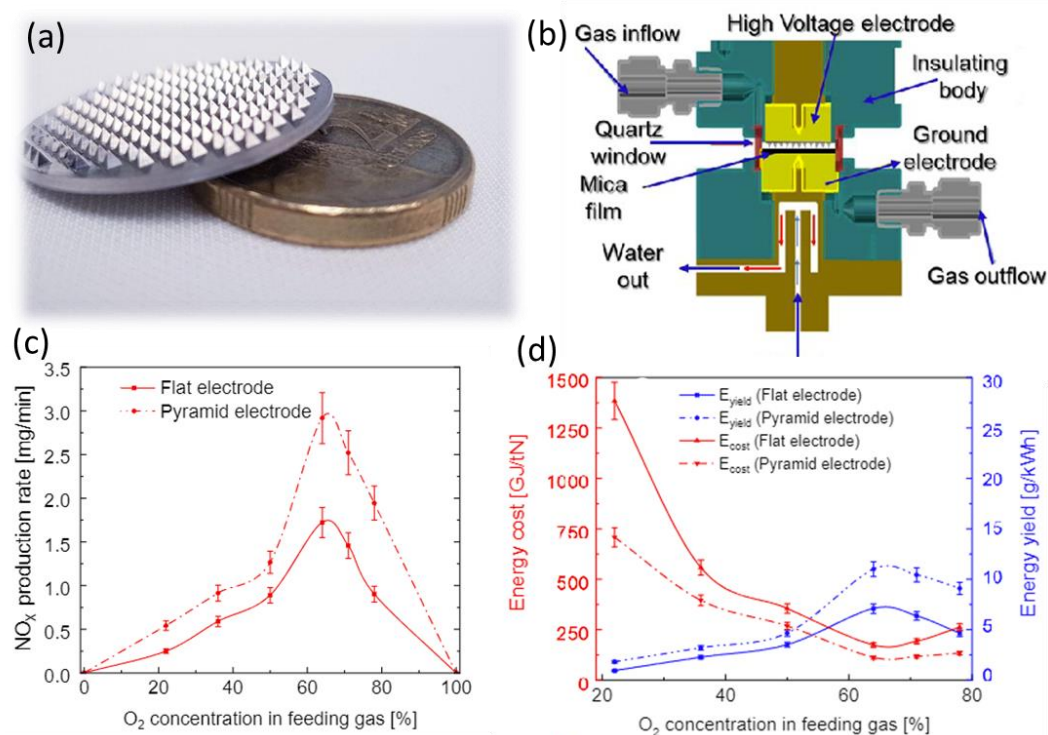 (a)
(b)
Gas inflow
High Voltage electrode
Insulating
body
Quartz
window
Ground
electrode
Mica
film
Water
out
Gas outflow
(c)
NOX production rate [mg/min]
3.5
3.0
2.5
2.0
1.5
1.0
0.5
0.0
Flat electrode
Pyramid electrode
0 20 40 60 80 100
O2 concentration in feeding gas [%]
(d)
Energy cost [GJ/tN]
1500
1250
1000
750
500
250
0
Eyield (Flat electrode)
Eyield (Pyramid electrode)
Ecost (Flat electrode)
Ecost (Pyramid electrode)
30
25
20
15
10
5
0
Energy yield [g/kWh]
20 40 60 80
O2 concentration in feeding gas [%]